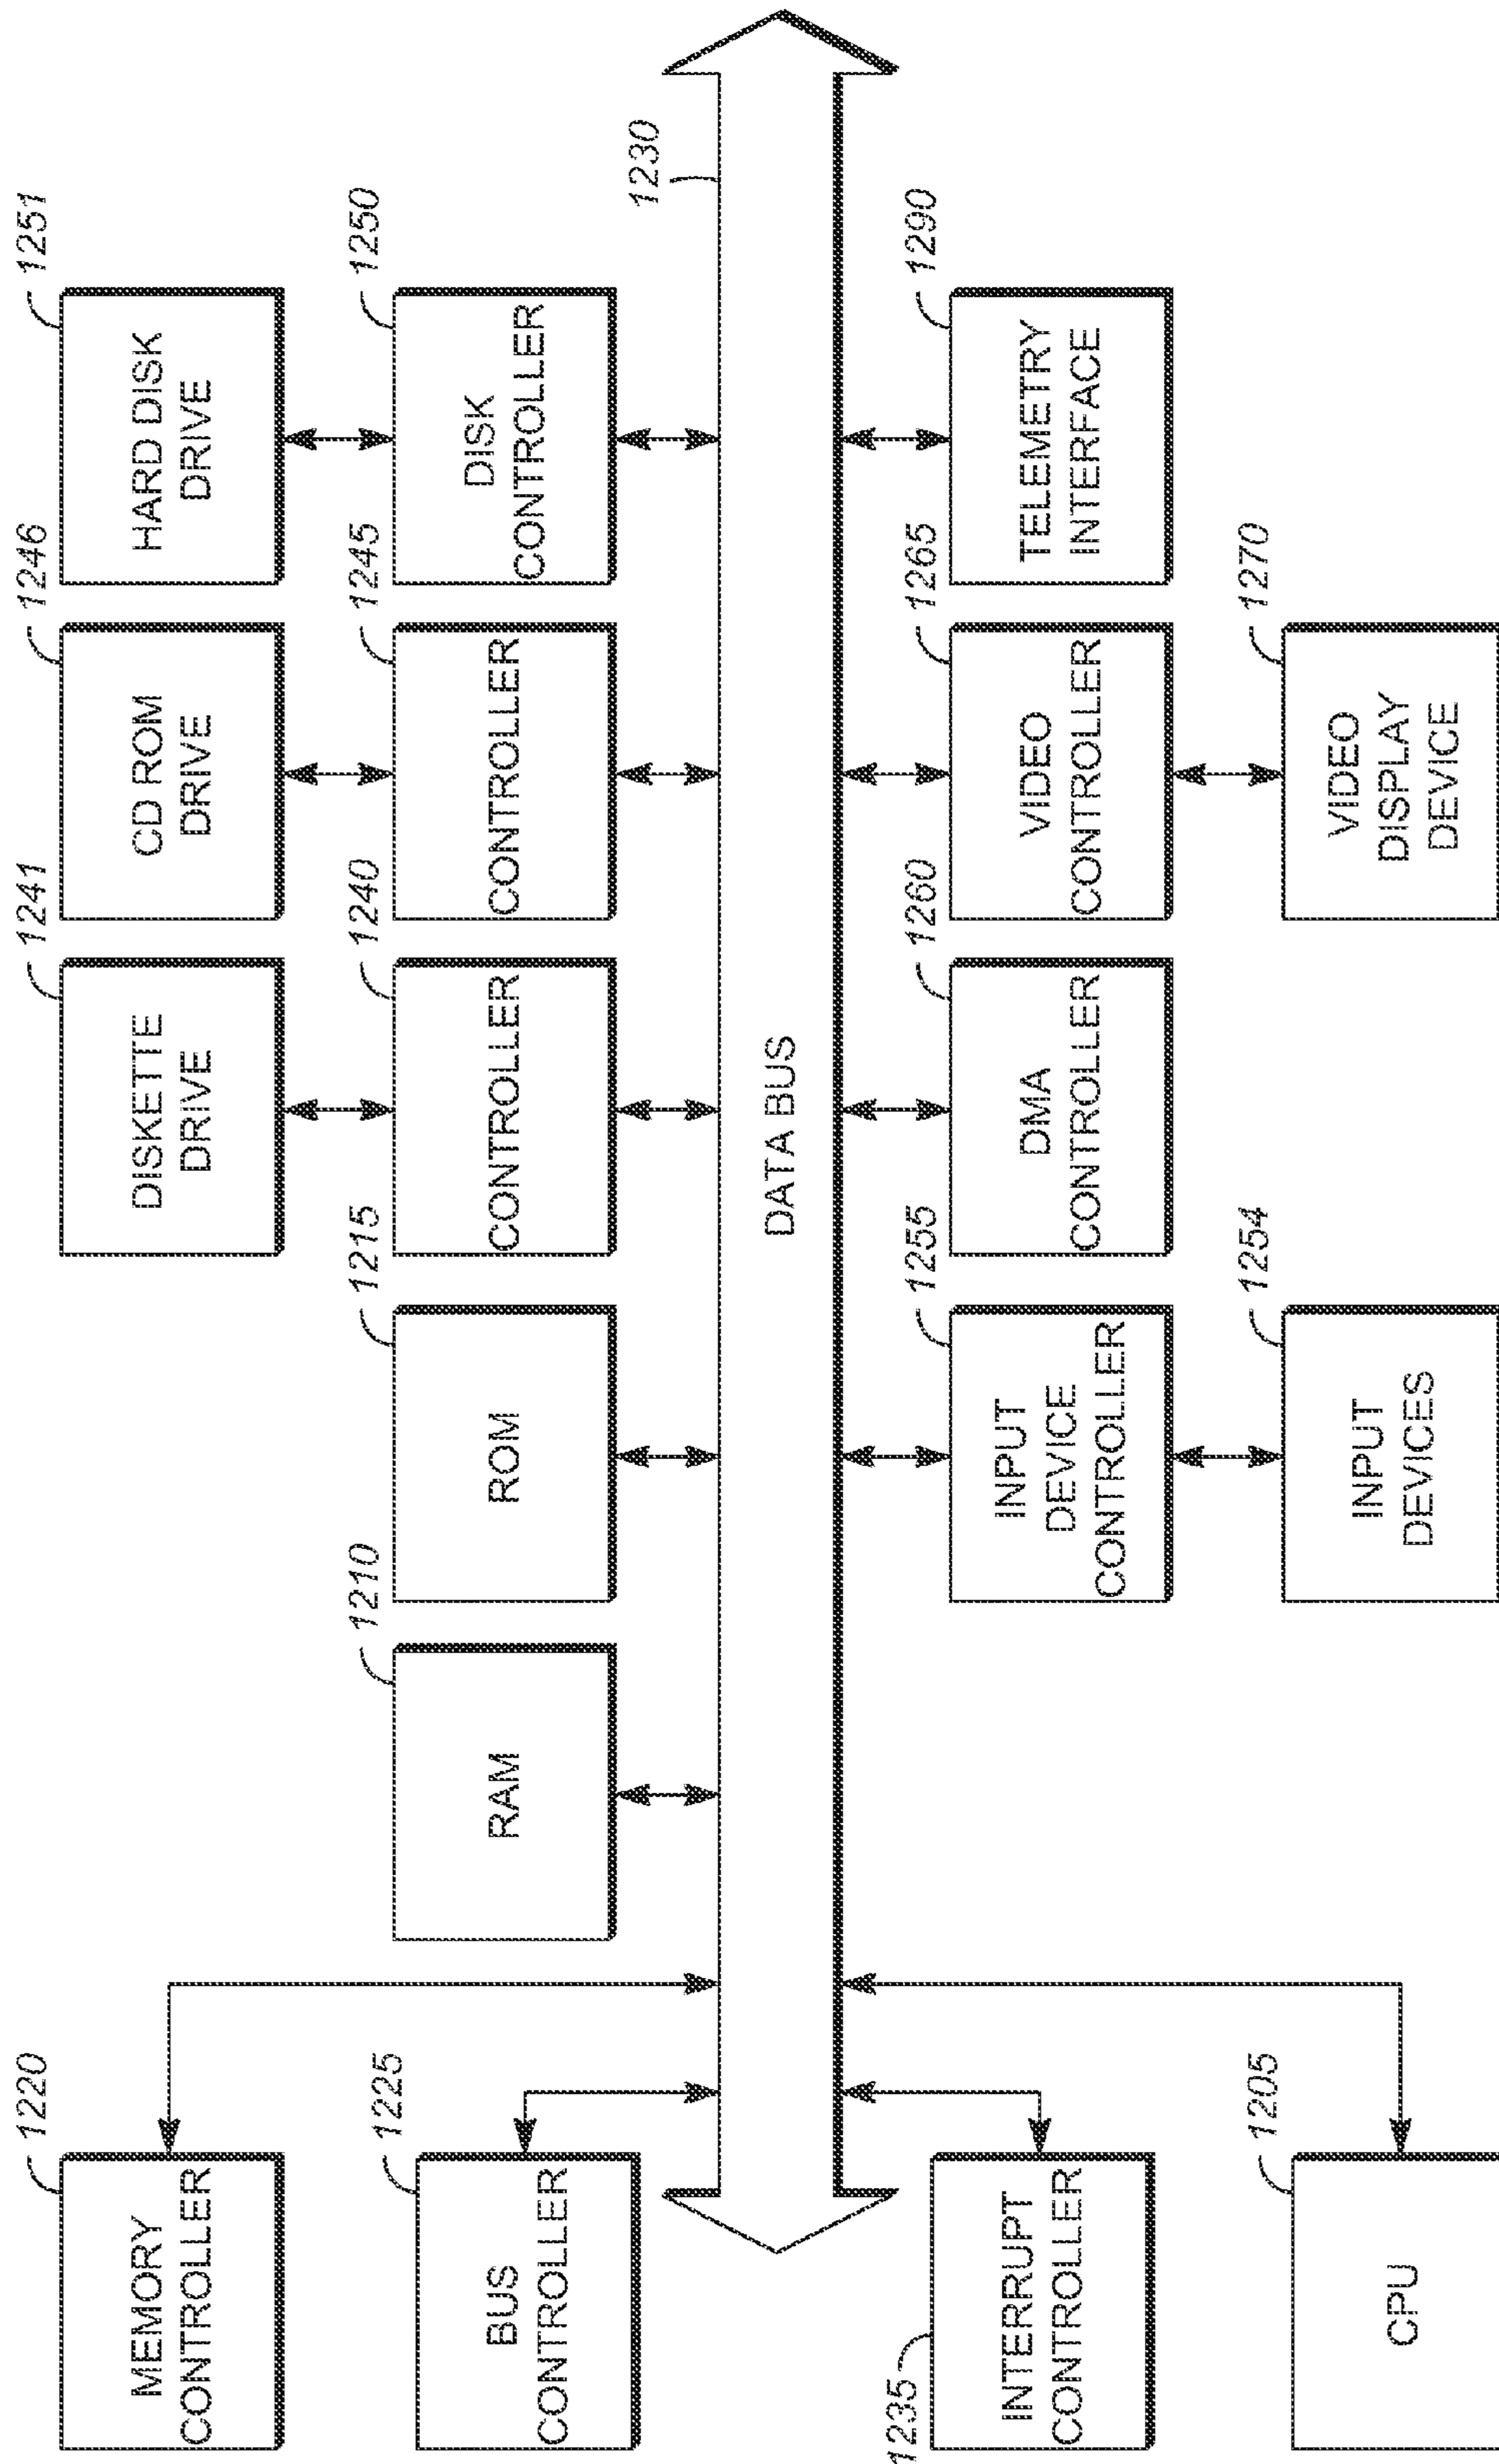 1220
MEMORY
CONTROLLER
1241
DISKETTE
DRIVE
1246
CD ROM
DRIVE
1251
HARD DISK
DRIVE
1225
BUS
CONTROLLER
1210
RAM
1215
ROM
1240
CONTROLLER
1245
CONTROLLER
1250
DISK
CONTROLLER
1230
DATA BUS
1235
INTERRUPT
CONTROLLER
1255
INPUT
DEVICE
CONTROLLER
1260
DMA
CONTROLLER
1265
VIDEO
CONTROLLER
1290
TELEMETRY
INTERFACE
1205
CPU
1254
INPUT
DEVICES
1270
VIDEO
DISPLAY
DEVICE